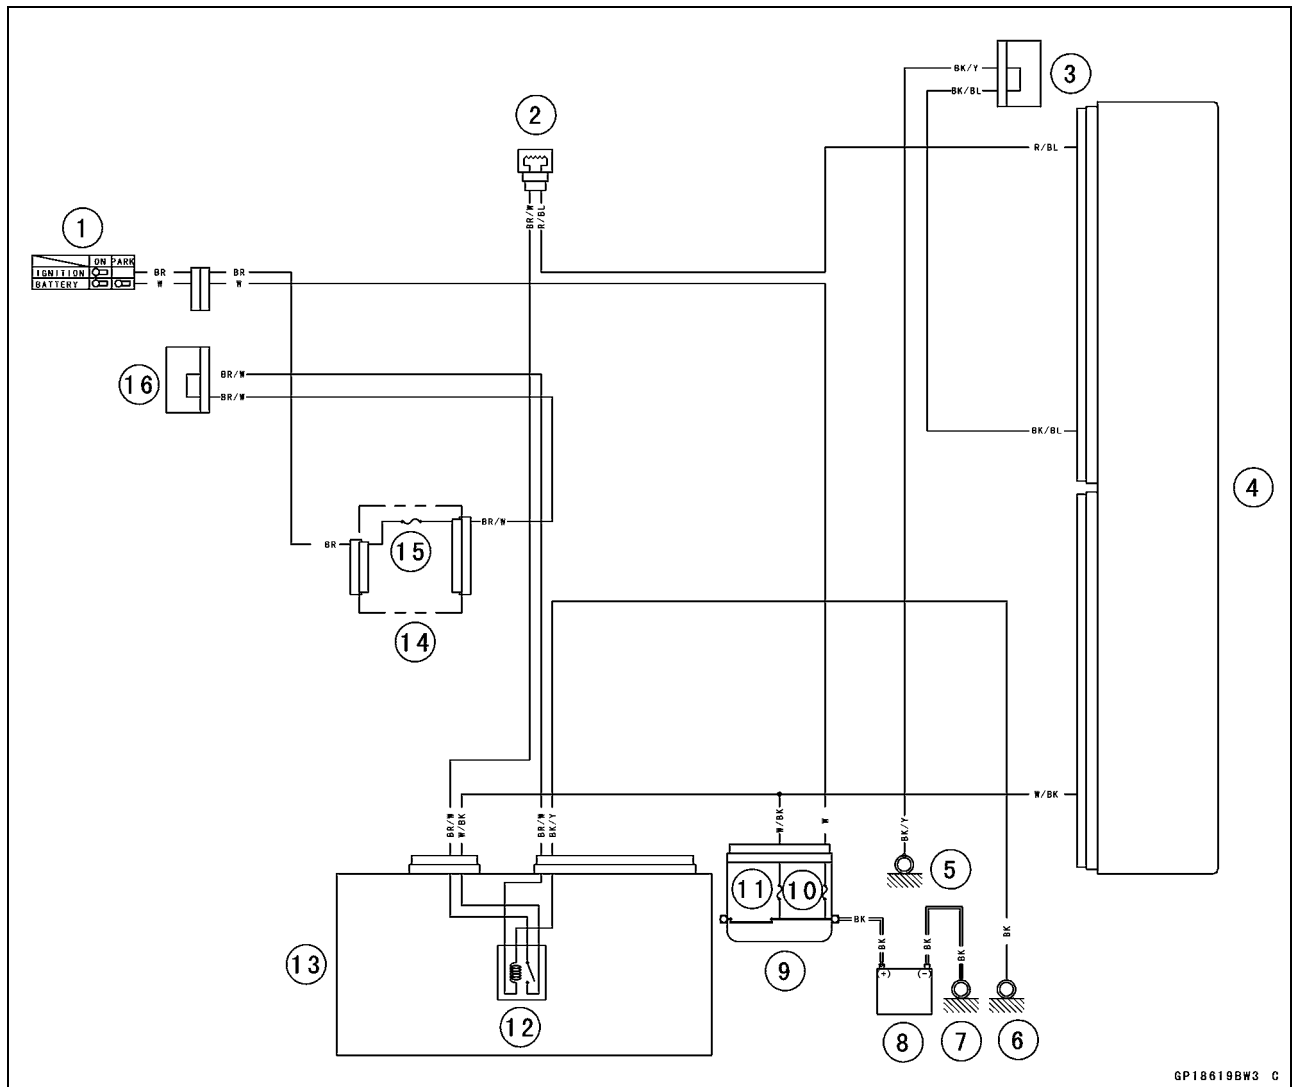 BK/Y
3
BK/BL
2
R/BL
BR/W
R/BL
1
ON PARK
IGNITION
BATTERY
BR
BR
W
W
16
BR/W
BR/W
BK/BL
4
BR/W
15
BR
14
W/BK
BR/W
W/BK
BR/W
BK/Y
W/BK
W
BK/Y
5
11
10
BK
BK
BK
BK
BK
13
9
(+)
(-)
12
8
7
6
GP18619BW3 C